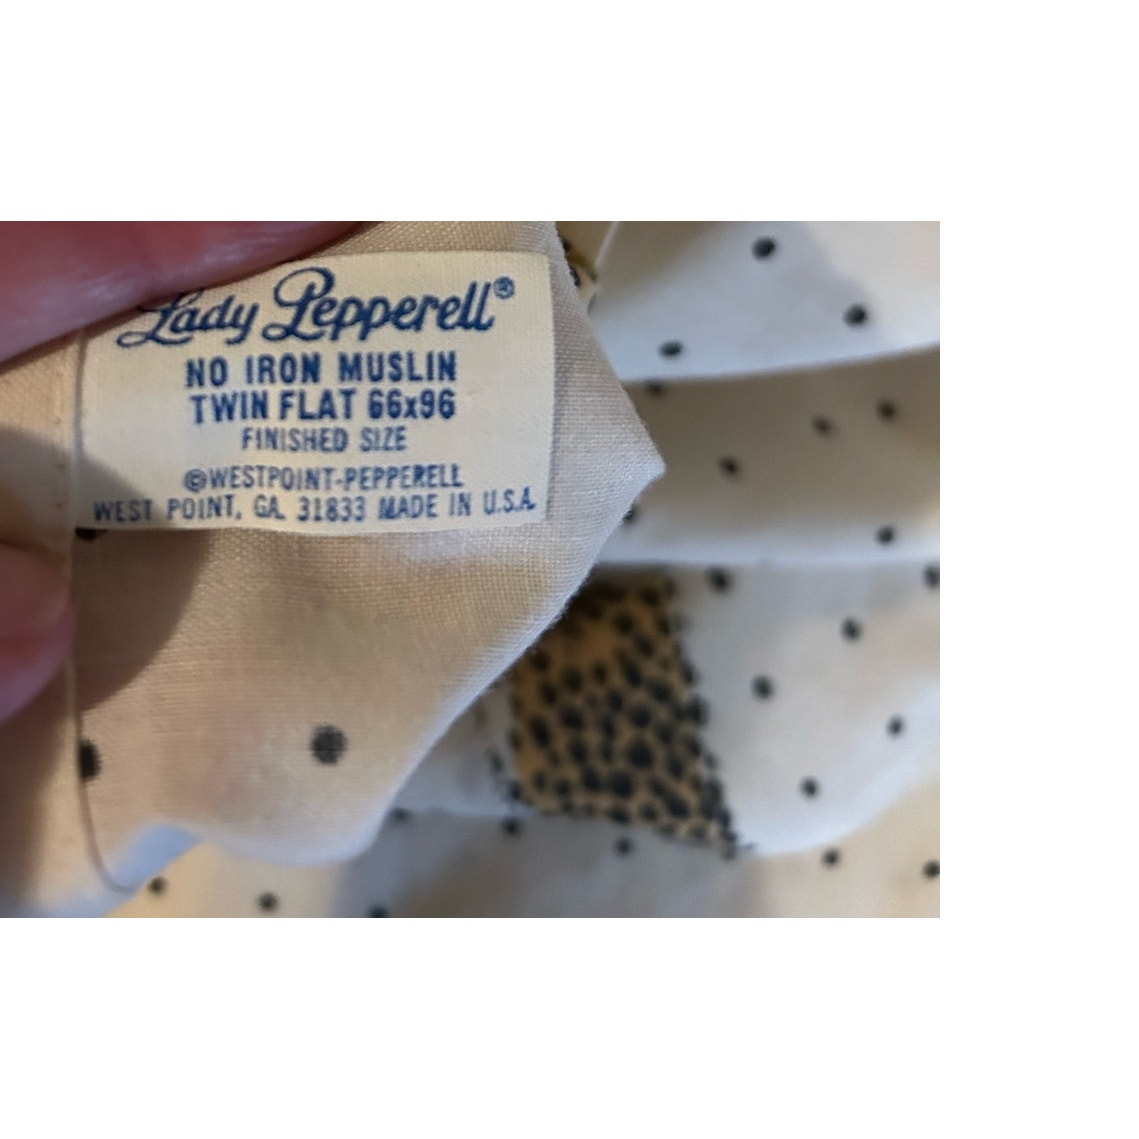 Lady Pepperell®
NO IRON MUSLIN
TWIN FLAT 66x96
FINISHED SIZE
©WESTPOINT-PEPPERELL
WEST POINT, GA. 31833 MADE IN U.S.A.